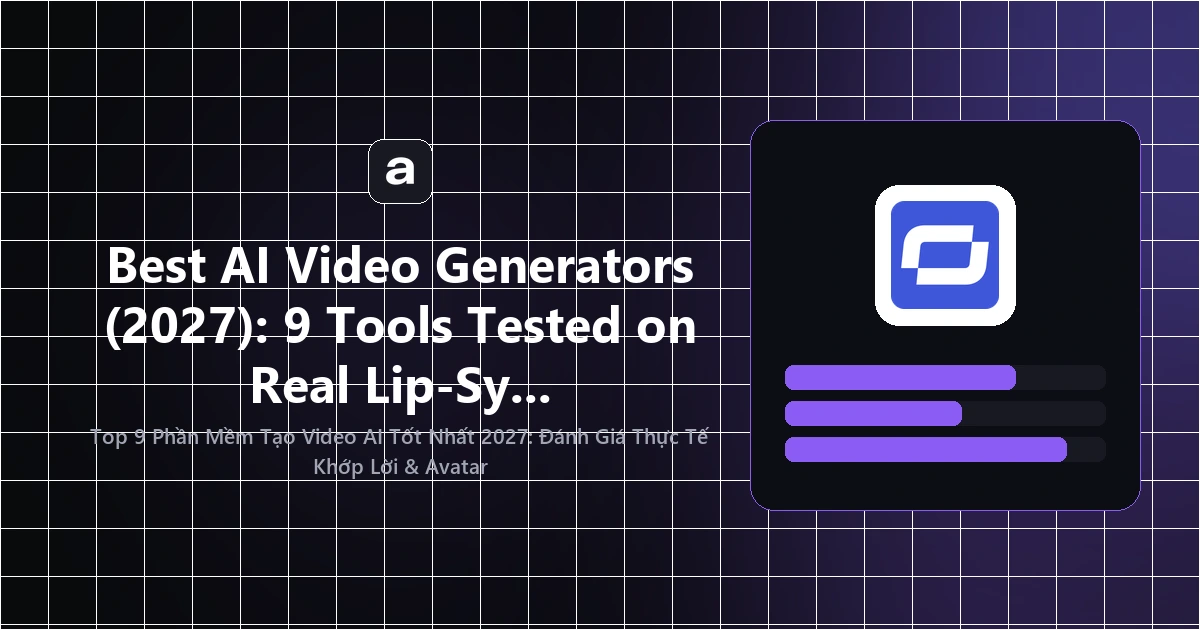 a
Best AI Video Generators
(2027): 9 Tools Tested on
Real Lip-Sy...
Top 9 Phần Mềm Tạo Video AI Tốt Nhất 2027: Đánh Giá Thực Tế
Khớp Lời & Avatar